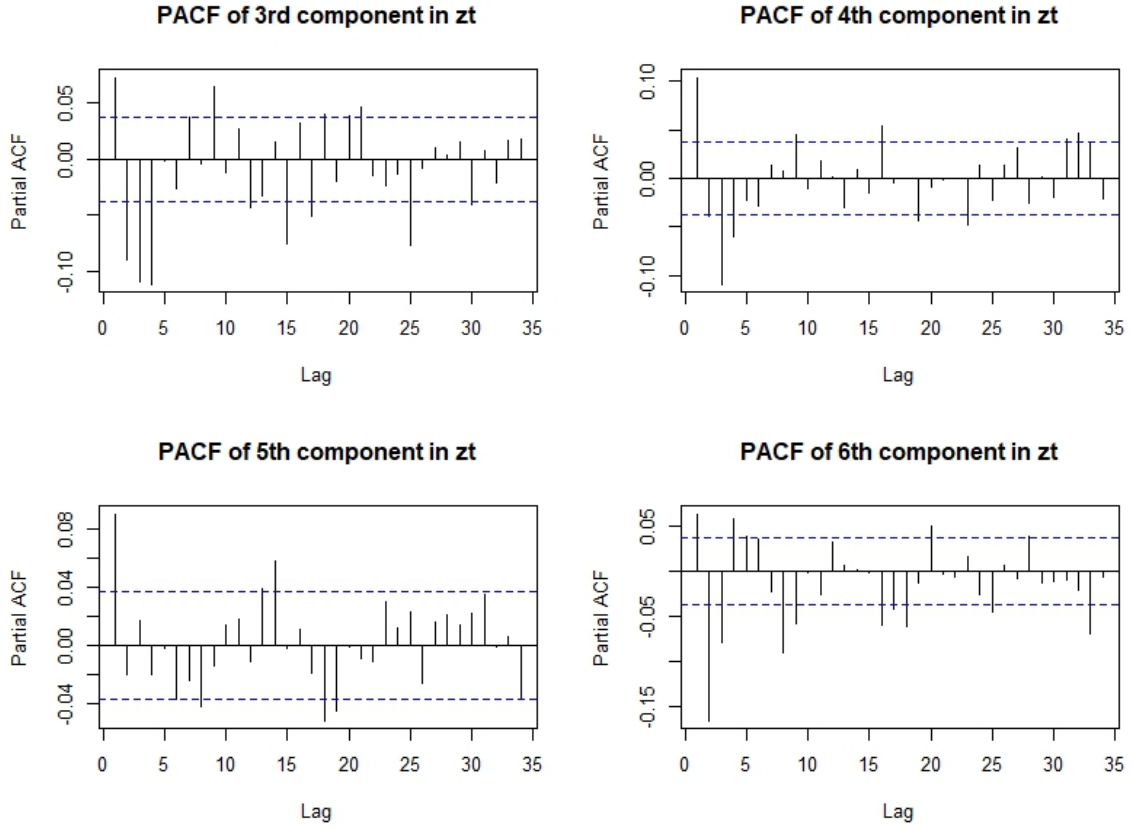 PACF of 3rd component in zt
Partial ACF
0.05
0.00
-0.10
0 5 10 15 20 25 30 35
Lag
PACF of 4th component in zt
Partial ACF
0.10
0.00
-0.10
0 5 10 15 20 25 30 35
Lag
PACF of 5th component in zt
Partial ACF
0.08
0.04
0.00
-0.04
0 5 10 15 20 25 30 35
Lag
PACF of 6th component in zt
Partial ACF
0.05
-0.05
-0.15
0 5 10 15 20 25 30 35
Lag